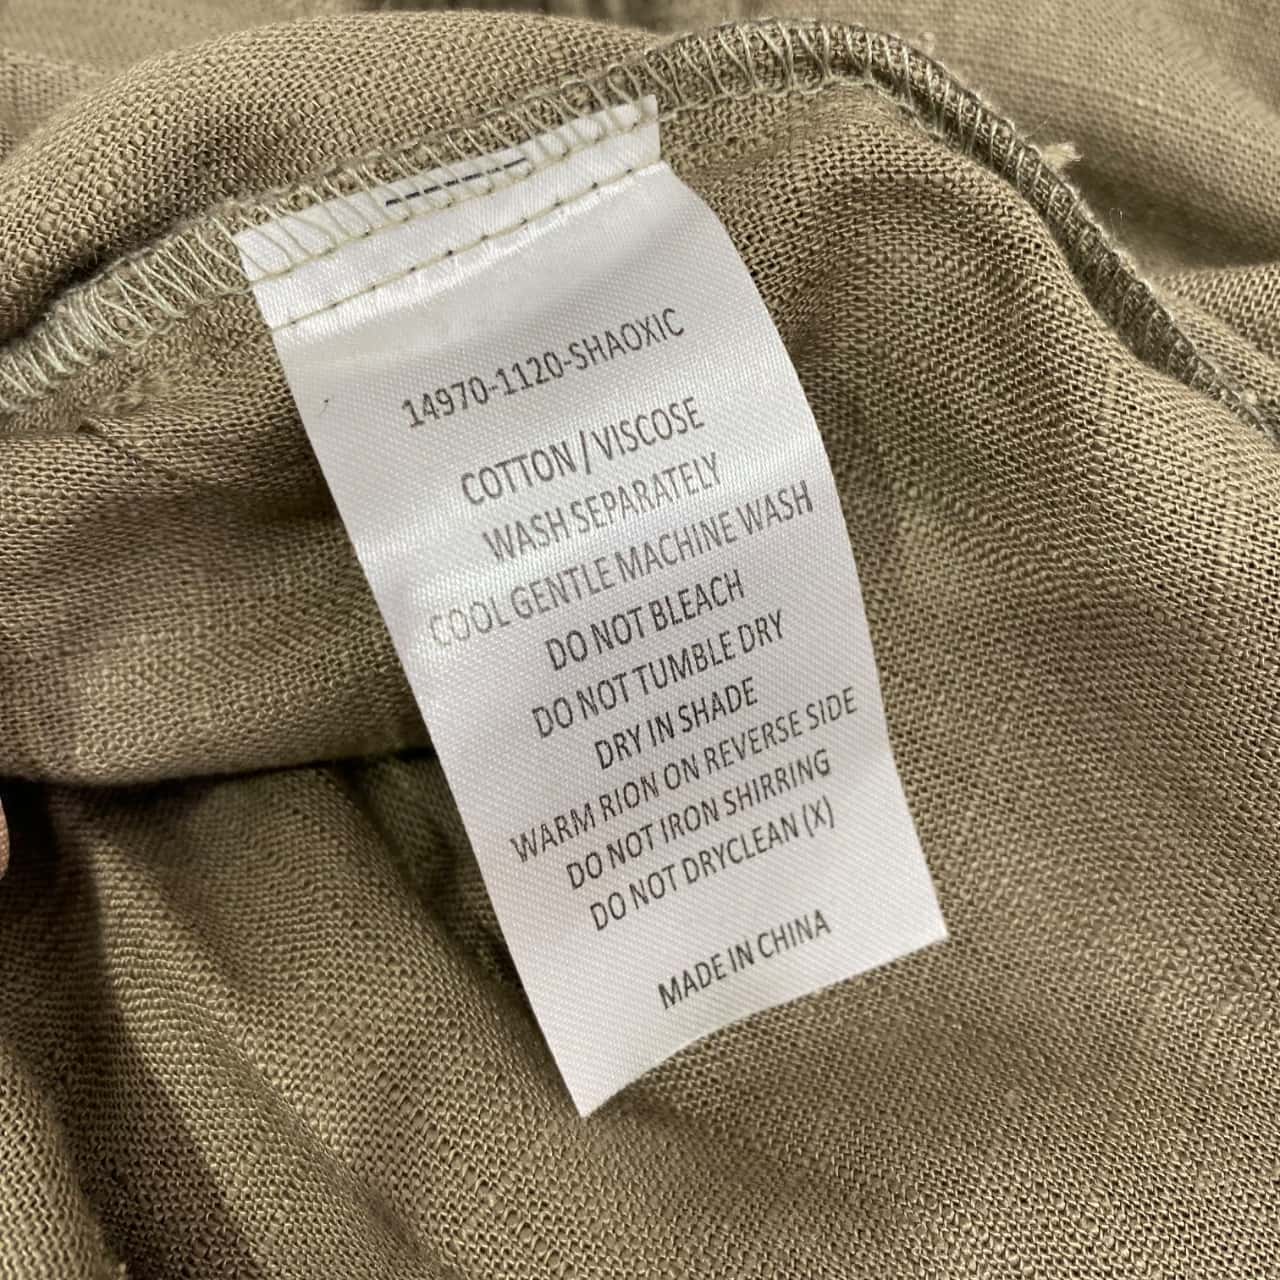 14970-1120-SHAOXIC
COTTON / VISCOSE
WASH SEPARATELY
COOL GENTLE MACHINE WASH
DO NOT BLEACH
DO NOT TUMBLE DRY
DRY IN SHADE
WARM RION ON REVERSE SIDE
DO NOT IRON SHIRRING
DO NOT DRYCLEAN (X)
MADE IN CHINA